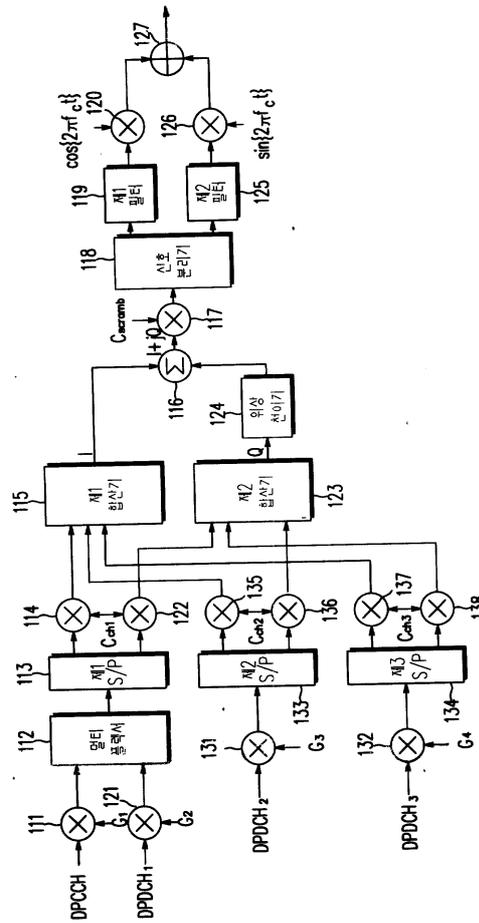 DPCCH
111
G1
DPDCH1
121
G2
112
멀티
플렉서
113
제1
S/P
114
Cch1
122
115
제1
합산기
I
116
I+jQ
Cscramb
117
118
신호
분리기
119
제1
필터
cos{2πfct}
120
127
126
sin{2πfct}
제2
필터
125
124
위상
천이기
Q
제2
합산기
123
DPDCH2
131
G3
제2
S/P
133
135
Cch2
136
DPDCH3
132
G4
제3
S/P
134
137
Cch3
138